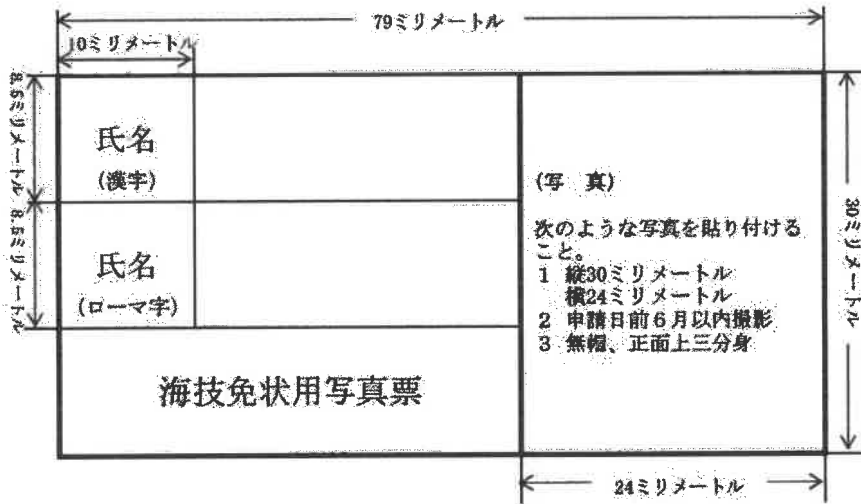 79ミリメートル
10ミリメートル
8.5ミリメートル
8.5ミリメートル
氏名
(漢字)
氏名
(ローマ字)
海技免状用写真票
(写　真)
次のような写真を貼り付ける
こと。
1　縦30ミリメートル
横24ミリメートル
2　申請日前6月以内撮影
3　無帽、正面上三分身
30ミリメートル
24ミリメートル